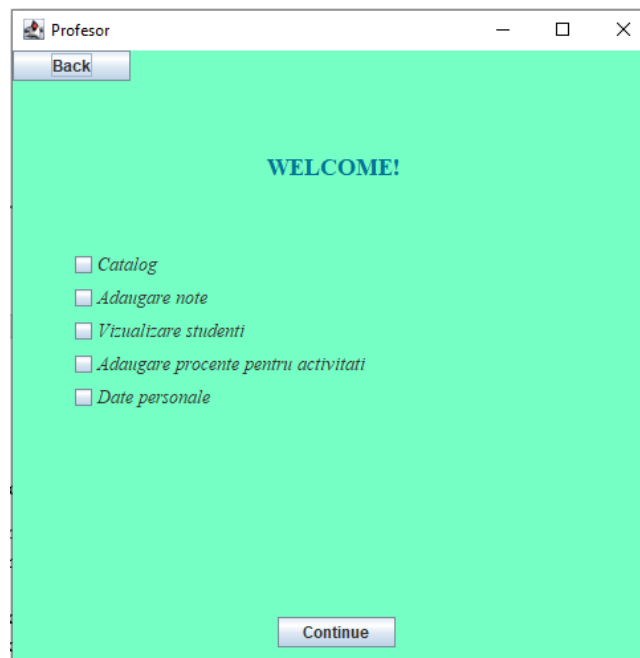 Profesor
Back
WELCOME!
Catalog
Adaugare note
Vizualizare studenti
Adaugare procente pentru activitati
Date personale
Continue